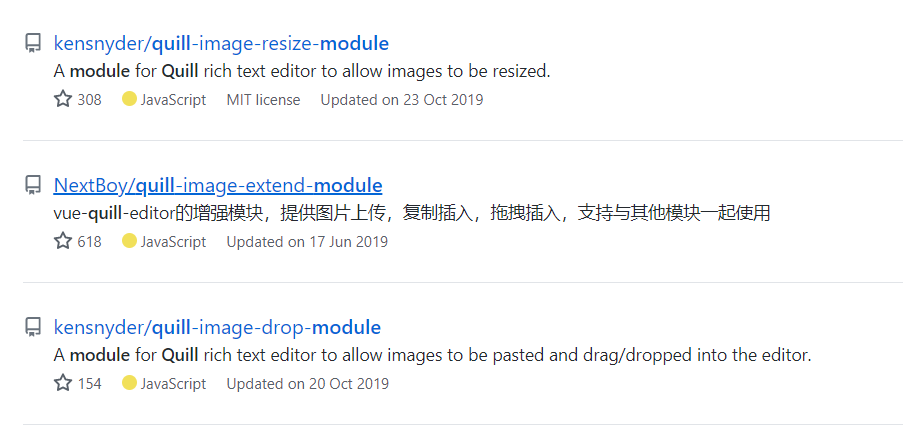 kensnyder/quill-image-resize-module
A module for Quill rich text editor to allow images to be resized.
308 JavaScript MIT license Updated on 23 Oct 2019
NextBoy/quill-image-extend-module
vue-quill-editor的增强模块，提供图片上传，复制插入，拖拽插入，支持与其他模块一起使用
618 JavaScript Updated on 17 Jun 2019
kensnyder/quill-image-drop-module
A module for Quill rich text editor to allow images to be pasted and drag/dropped into the editor.
154 JavaScript Updated on 20 Oct 2019